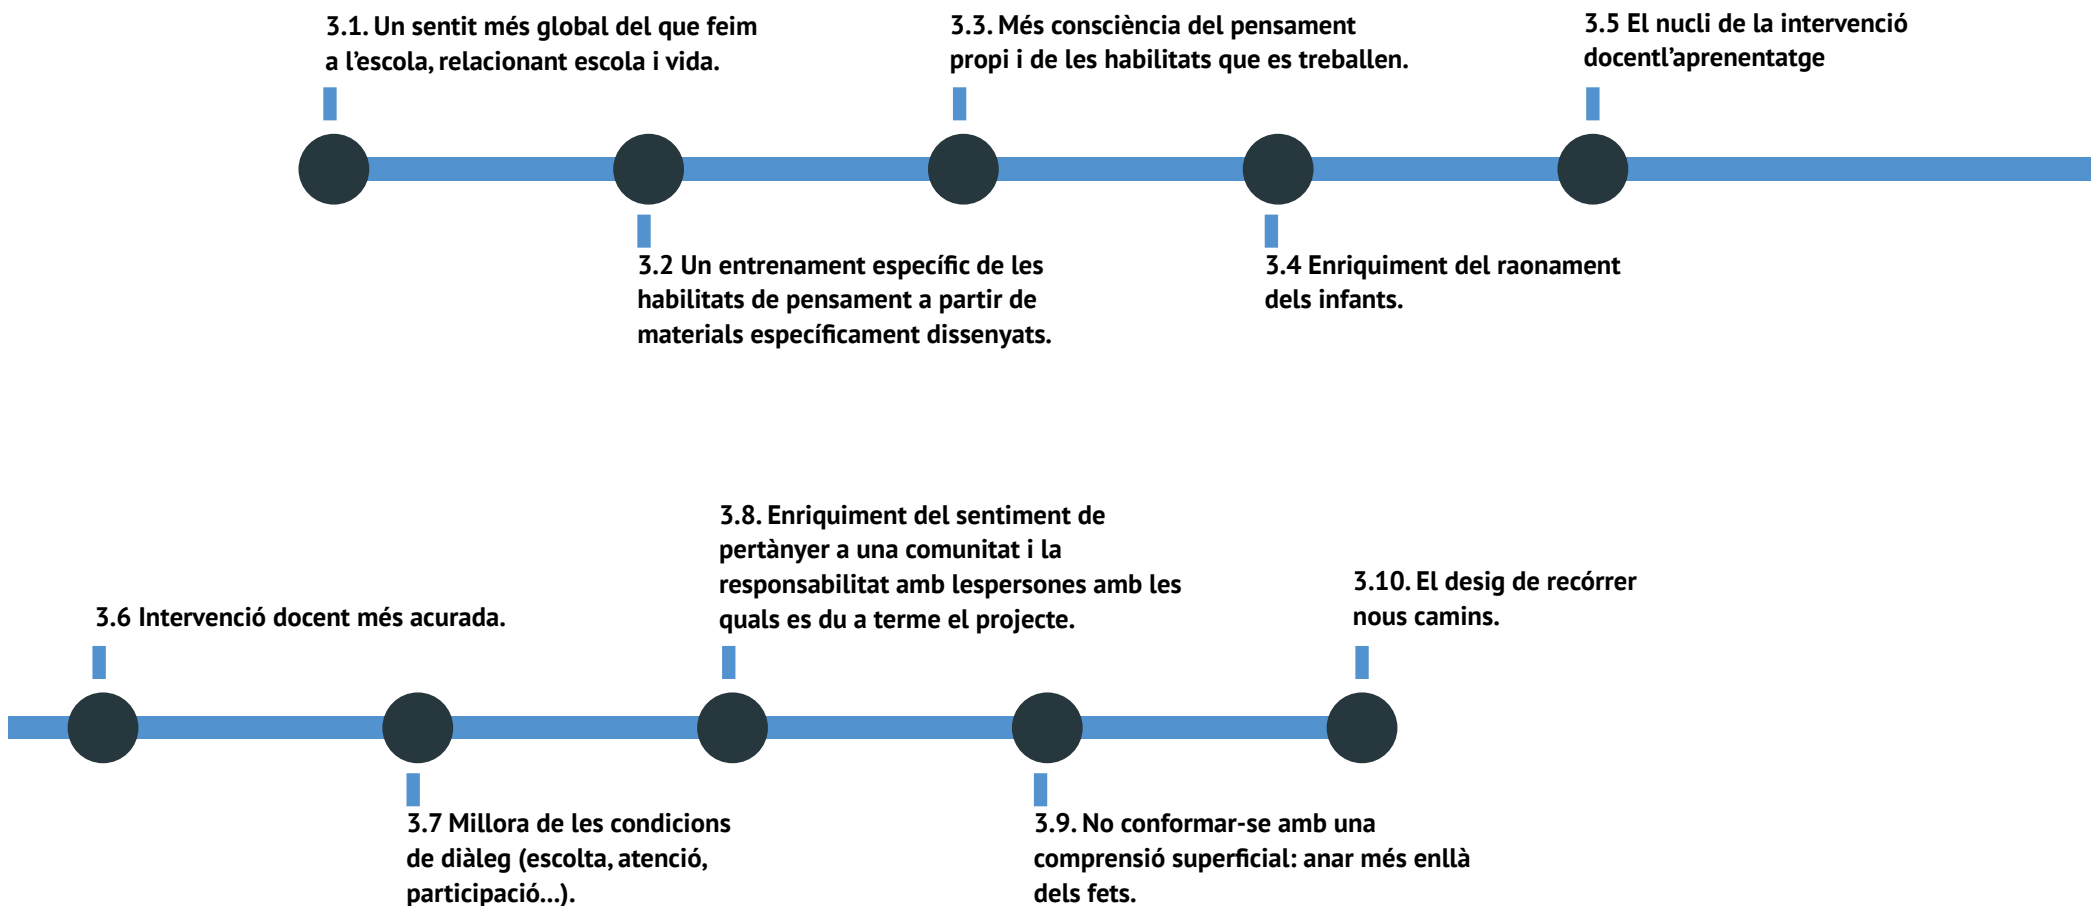 3.1. Un sentit més global del que feim
a l’escola, relacionant escola i vida.
3.2 Un entrenament específic de les
habilitats de pensament a partir de
materials específicament dissenyats.
3.3. Més consciència del pensament
propi i de les habilitats que es treballen.
3.4 Enriquiment del raonament
dels infants.
3.5 El nucli de la intervenció
docentl’aprenentatge
3.6 Intervenció docent més acurada.
3.7 Millora de les condicions
de diàleg (escolta, atenció,
participació...).
3.8. Enriquiment del sentiment de
pertànyer a una comunitat i la
responsabilitat amb lespersones amb les
quals es du a terme el projecte.
3.9. No conformar-se amb una
comprensió superficial: anar més enllà
dels fets.
3.10. El desig de recórrer
nous camins.